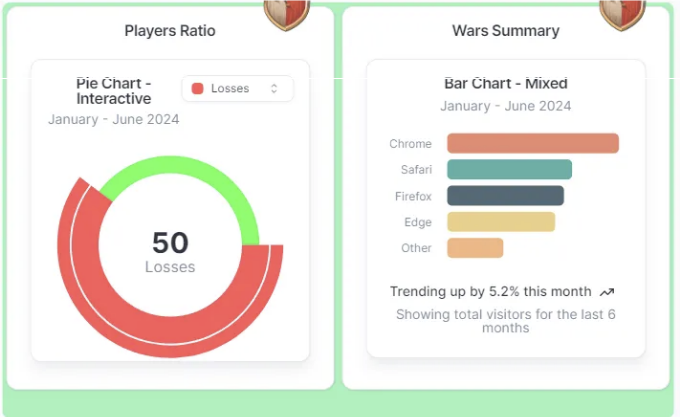 Players Ratio
Pie Chart -
Interactive
Losses
January - June 2024
50
Losses
Wars Summary
Bar Chart - Mixed
January - June 2024
Chrome
Safari
Firefox
Edge
Other
Trending up by 5.2% this month
Showing total visitors for the last 6
months